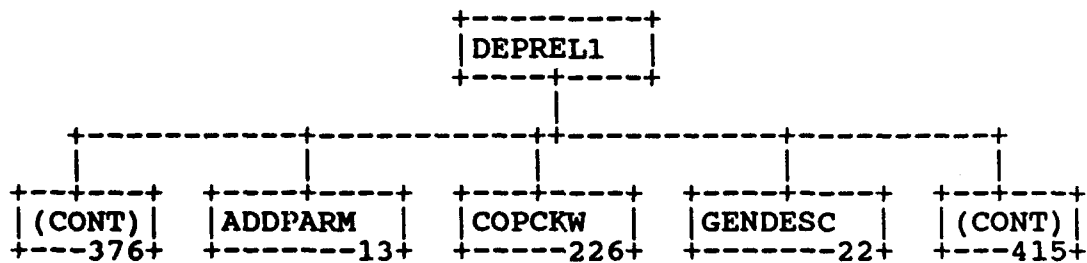 DEPREL1
(CONT) ADDPARM COPCKW GENDESC (CONT)
376 13 226 22 415